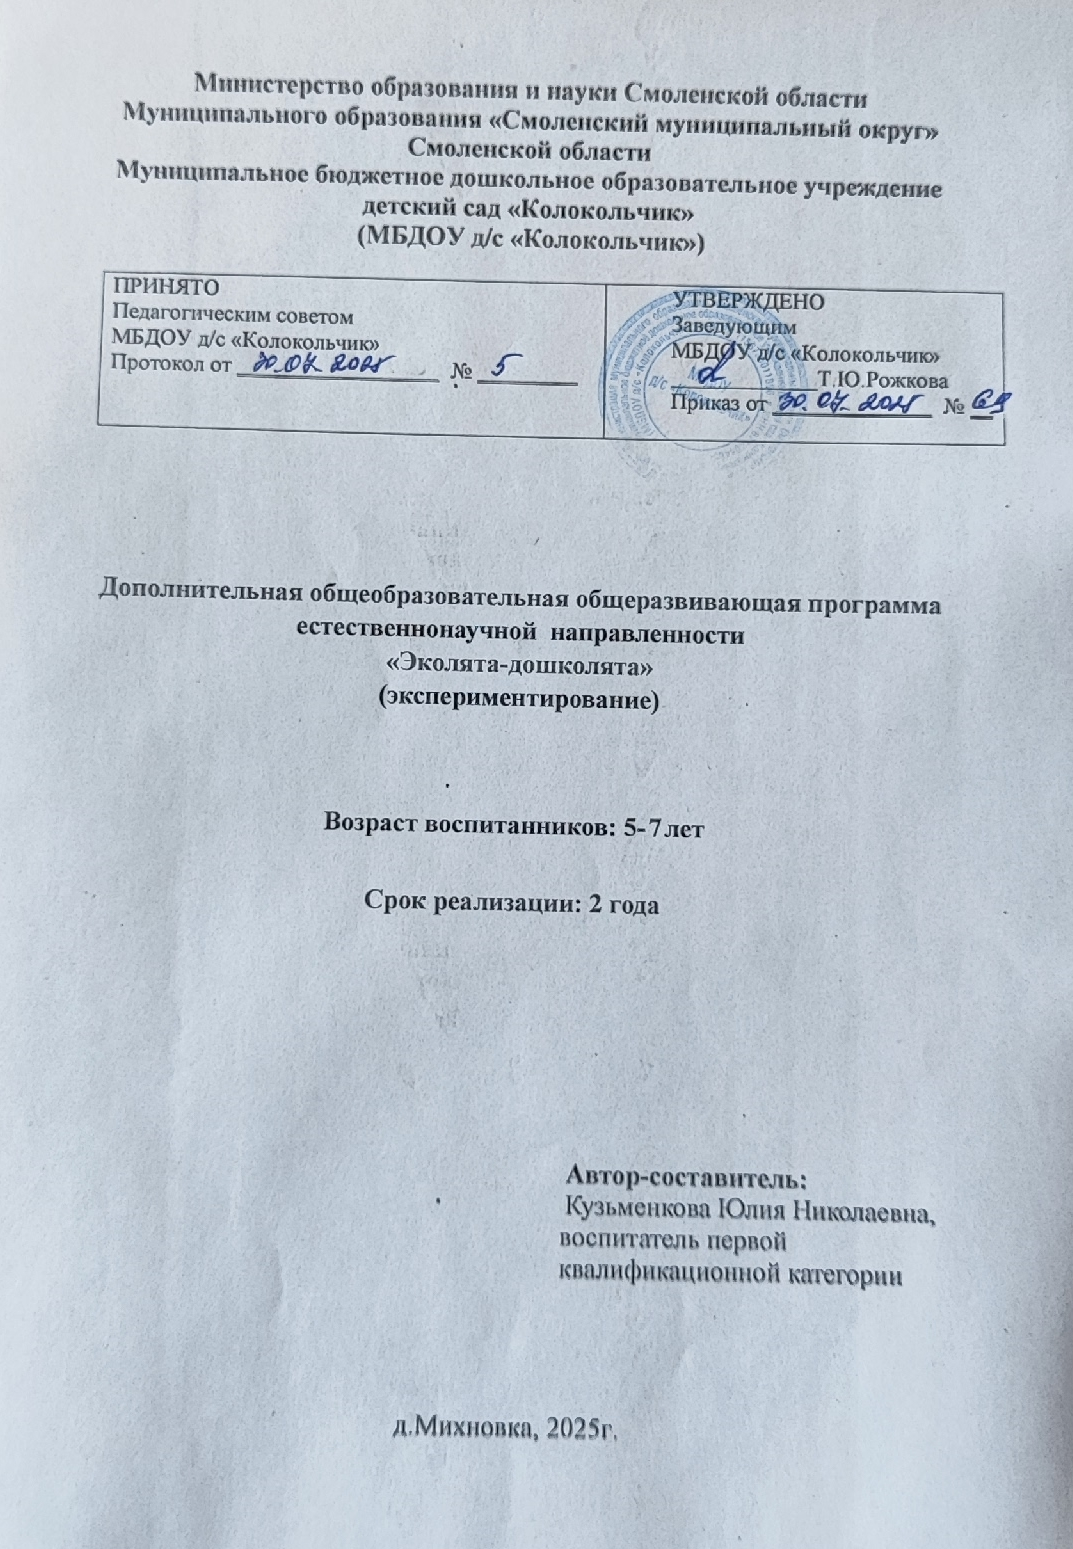 Министерство образования и науки Смоленской области
Муниципального образования «Смоленский муниципальный округ»
Смоленской области
Муниципальное бюджетное дошкольное образовательное учреждение
детский сад «Колокольчик»
(МБДОУ д/с «Колокольчик»)
ПРИНЯТО
Педагогическим советом
МБДОУ д/с «Колокольчик»
Протокол от 30.07.2025 № 5
УТВЕРЖДЕНО
Заведующим
МБДОУ д/с «Колокольчик»
Т.Ю.Рожкова
Приказ от 30.07.2025 № 69
Дополнительная общеобразовательная общеразвивающая программа
естественнонаучной направленности
«Эколята-дошколята»
(экспериментирование)
Возраст воспитанников: 5-7 лет
Срок реализации: 2 года
Автор-составитель:
Кузьменкова Юлия Николаевна,
воспитатель первой
квалификационной категории
д.Михновка, 2025г.